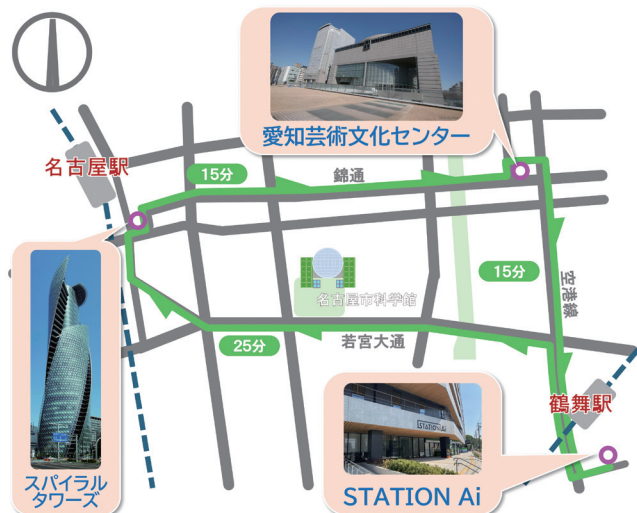 愛知芸術文化センター
名古屋駅
15分
錦通
15分
空港線
名古屋市科学館
25分
若宮大通
鶴舞駅
STATION Ai
スパイラル
タワーズ
STATION Ai